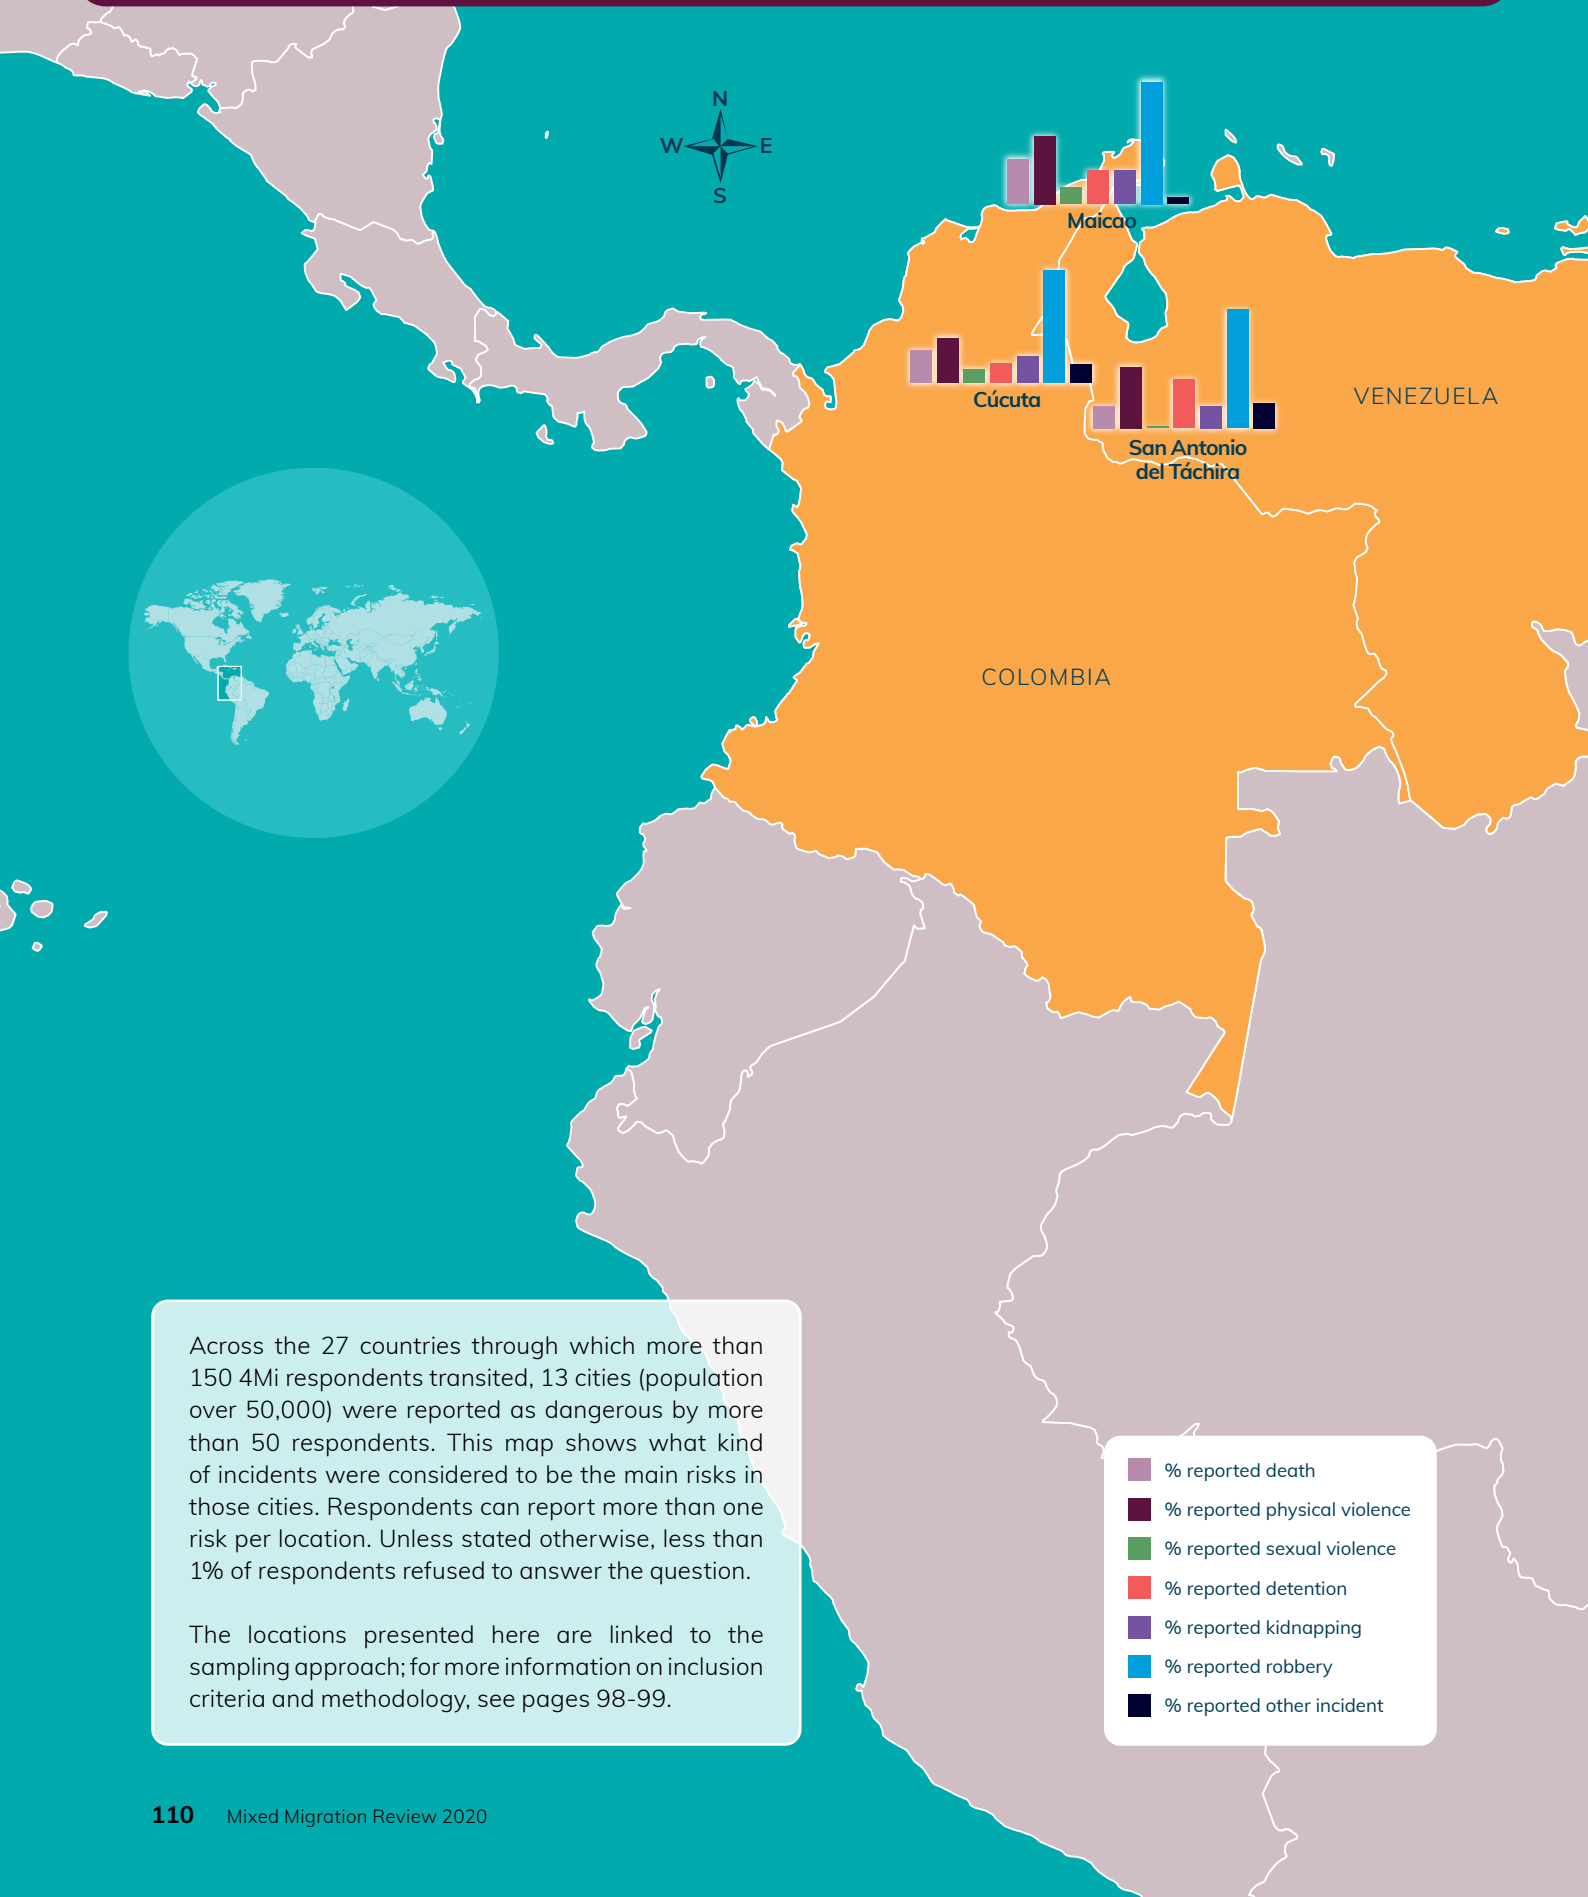 N
W
E
S
Maicao
Cúcuta
VENEZUELA
San Antonio
del Táchira
COLOMBIA
Across the 27 countries through which more than
150 4Mi respondents transited, 13 cities (population
over 50,000) were reported as dangerous by more
than 50 respondents. This map shows what kind
of incidents were considered to be the main risks in
those cities. Respondents can report more than one
risk per location. Unless stated otherwise, less than
1% of respondents refused to answer the question.
The locations presented here are linked to the
sampling approach; for more information on inclusion
criteria and methodology, see pages 98-99.
% reported death
% reported physical violence
% reported sexual violence
% reported detention
% reported kidnapping
% reported robbery
% reported other incident
110 Mixed Migration Review 2020